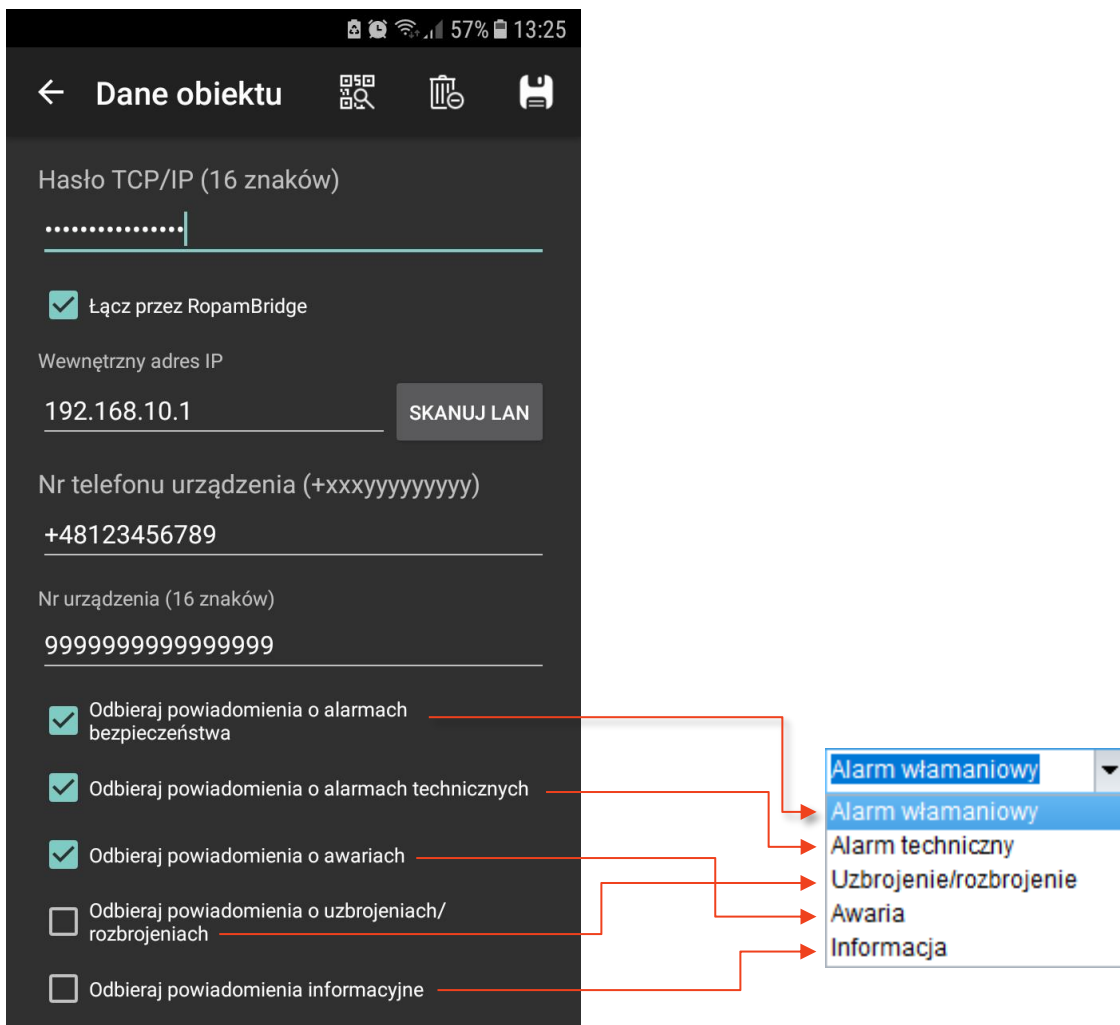 57% 13:25
Dane obiektu
Hasło TCP/IP (16 znaków)
••••••••••••••••
Łącz przez RopamBridge
Wewnętrzny adres IP
192.168.10.1
SKANUJ LAN
Nr telefonu urządzenia (+xxxyyyyyyyyy)
+48123456789
Nr urządzenia (16 znaków)
9999999999999999
Odbieraj powiadomienia o alarmach
bezpieczeństwa
Odbieraj powiadomienia o alarmach technicznych
Odbieraj powiadomienia o awariach
Odbieraj powiadomienia o uzbrojeniach/
rozbrojeniach
Odbieraj powiadomienia informacyjne
Alarm włamaniowy
Alarm włamaniowy
Alarm techniczny
Uzbrojenie/rozbrojenie
Awaria
Informacja